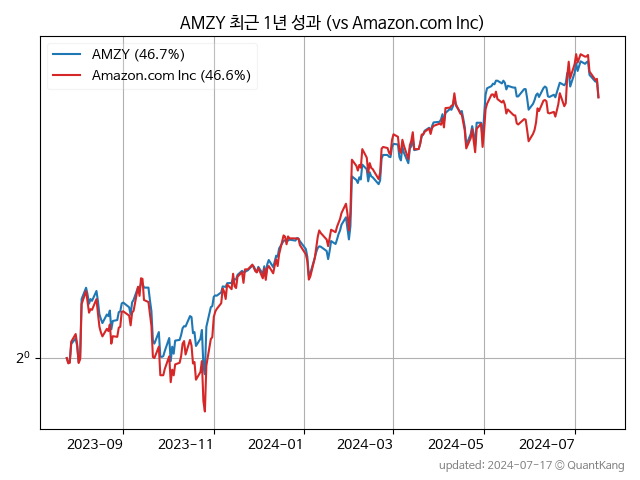 AMZY 최근 1년 성과 (vs Amazon.com Inc)
AMZY (46.7%)
Amazon.com Inc (46.6%)
2⁰
2023-09 2023-11 2024-01 2024-03 2024-05 2024-07
updated: 2024-07-17 © QuantKang